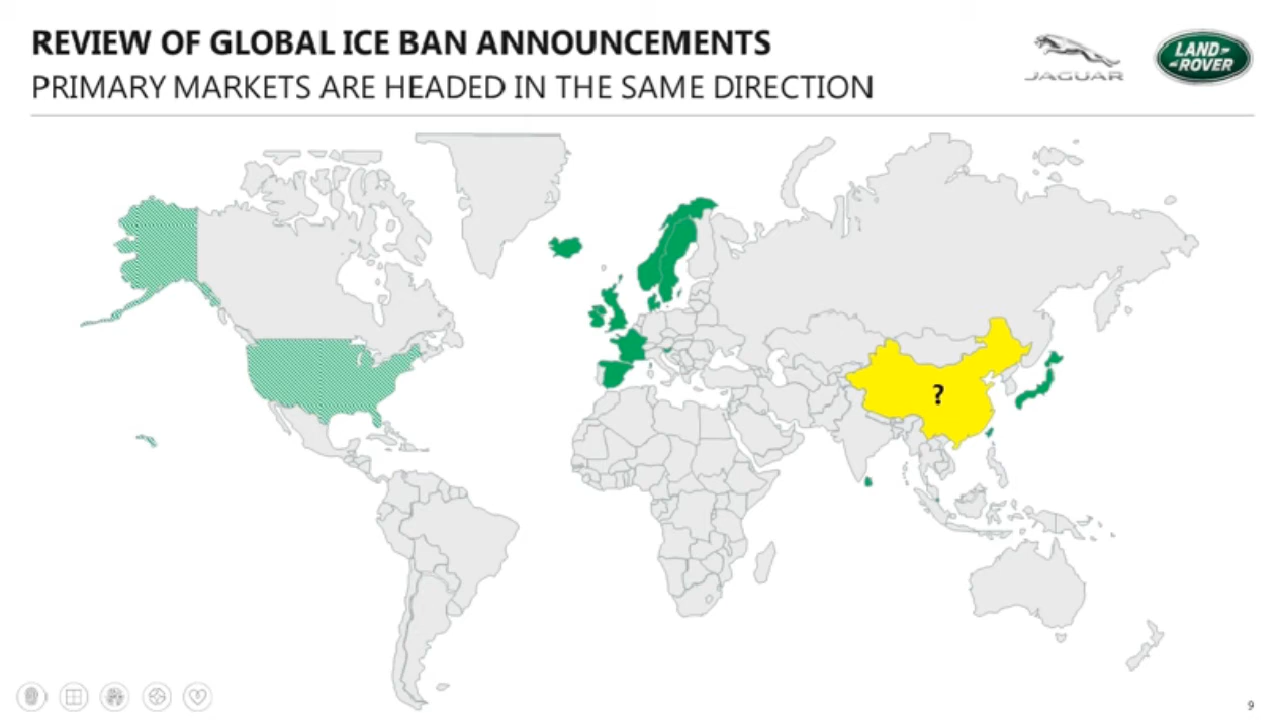 REVIEW OF GLOBAL ICE BAN ANNOUNCEMENTS
PRIMARY MARKETS ARE HEADED IN THE SAME DIRECTION
JAGUAR
LAND-
-ROVER
?
9